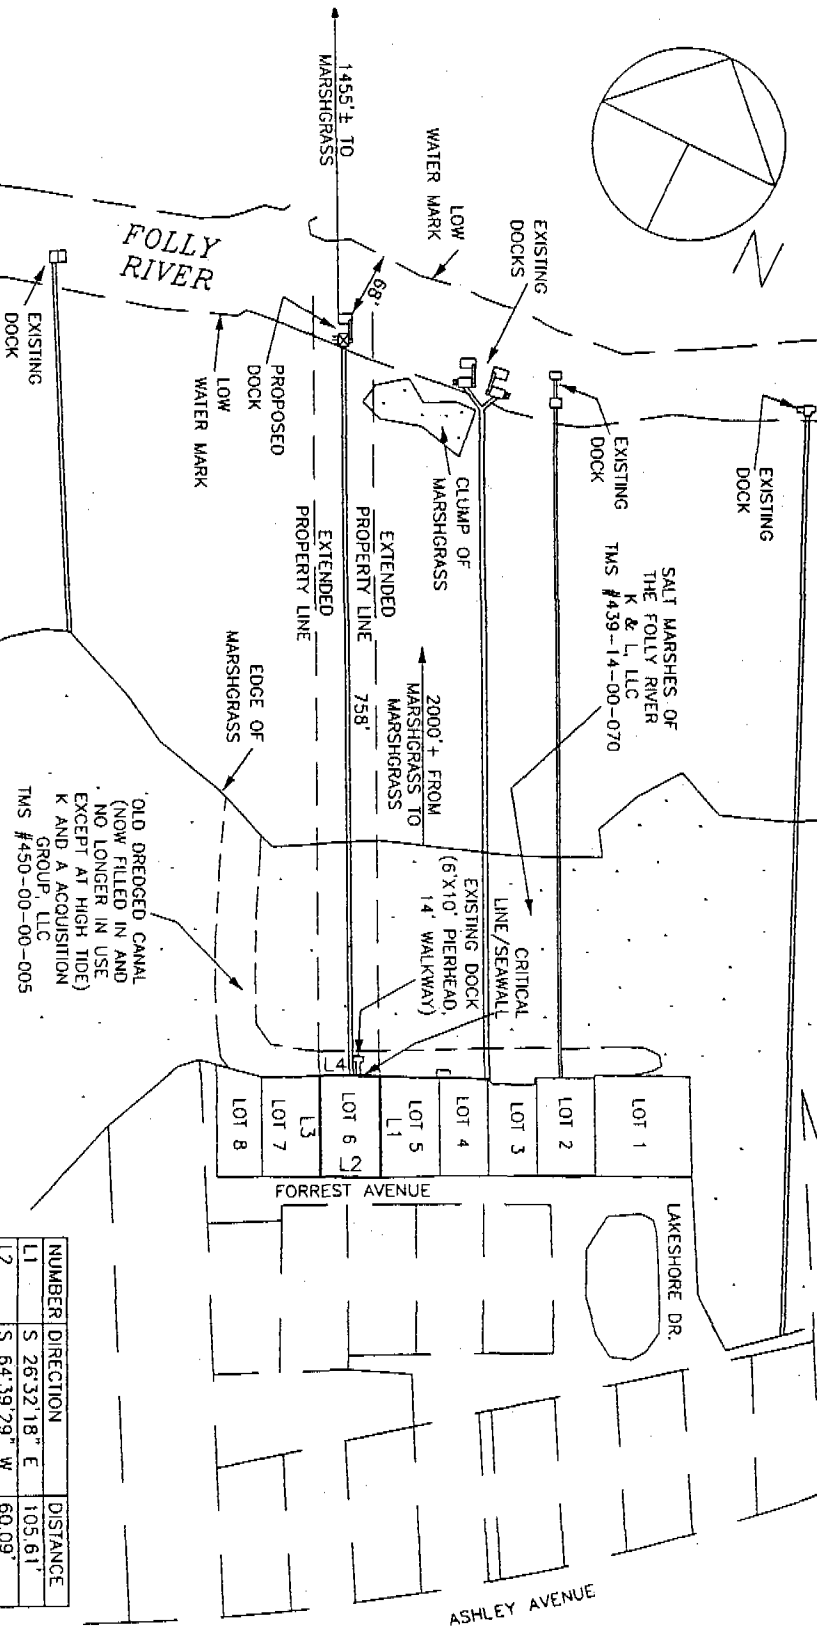 N
1455'± TO
MARSHGRASS
LOW
WATER MARK
EXISTING
DOCKS
FOLLY
RIVER
68'
EXISTING
DOCK
LOW
WATER MARK
PROPOSED
DOCK
EXISTING
DOCK
EXISTING
DOCK
CLUMP OF
MARSHGRASS
EXTENDED
PROPERTY LINE
EXTENDED
PROPERTY LINE
SALT MARSHES OF
THE FOLLY RIVER
K & L, LLC
TMS #439-14-00-070
EDGE OF
MARSHGRASS
758'
2000'+ FROM
MARSHGRASS TO
MARSHGRASS
OLD DREDGED CANAL
(NOW FILLED IN AND
NO LONGER IN USE
EXCEPT AT HIGH TIDE)
K AND A ACQUISITION
GROUP, LLC
TMS #450-00-00-005
EXISTING DOCK
(6'X10' PIERHEAD,
14' WALKWAY)
CRITICAL
LINE/SEAWALL
L4
LOT 1
LOT 2
LOT 3
LOT 4
LOT 5
L1
LOT 6
L2
L3
LOT 7
LOT 8
FORREST AVENUE
LAKESHORE DR.
ASHLEY AVENUE
NUMBER DIRECTION DISTANCE
L1 S 26°32'18" E 105.61'
L2 S 64°39'29" W 60.09'